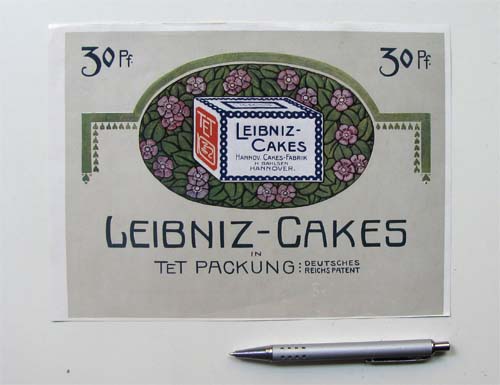 30 Pf.
30 Pf.
TET
LEIBNIZ-
CAKES
HANNOV. CAKES-FABRIK
H. BAHLSEN
HANNOVER.
LEIBNIZ-CAKES
IN
TET PACKUNG: DEUTSCHES
REICHSPATENT